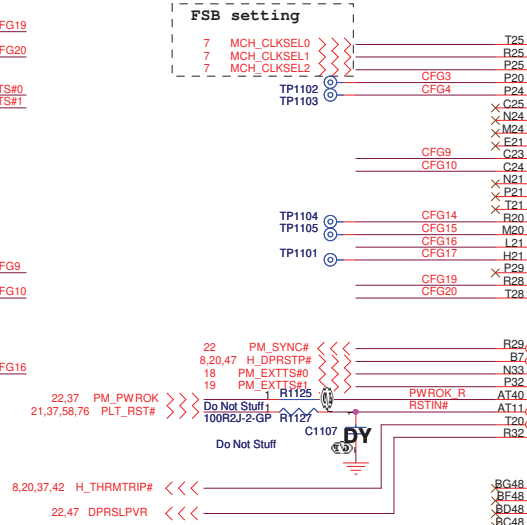 FSB setting
FG19
FG20
7 MCH_CLKSEL0
7 MCH_CLKSEL1
7 MCH_CLKSEL2
T25
R25
P25
TS#0
TS#1
TP1102
TP1103
CFG3 P20
CFG4 P24
C25
N24
M24
E21
CFG9 C23
CFG10 C24
N21
P21
T21
TP1104 CFG14 R20
TP1105 CFG15 M20
CFG16 L21
TP1101 CFG17 H21
P29
FG9
CFG19 R28
FG10
CFG20 T28
22 PM_SYNC# R29
8,20,47 H_DPRSTP# B7
FG16
18 PM_EXTTS#0 N33
19 PM_EXTTS#1 P32
22,37 PM_PWROK 1 R1125 PWROK_R AT40
21,37,58,76 PLT_RST# Do Not Stuff 1 RSTIN# AT11
100R2J-2-GP R1127 T20
C1107 DY R32
Do Not Stuff
8,20,37,42 H_THRMTRIP#
22,47 DPRSLPVR
BG48
BF48
BD48
BC48